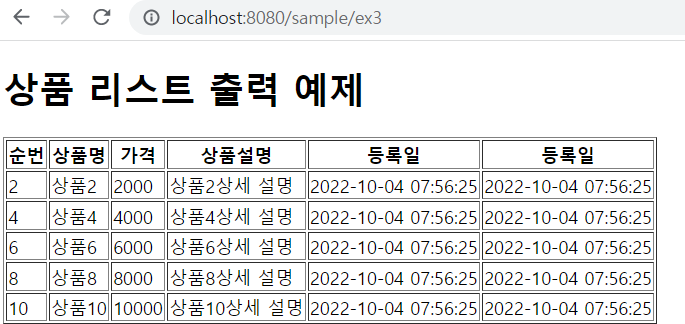 localhost:8080/sample/ex3
상품 리스트 출력 예제
순번 상품명 가격 상품설명 등록일 등록일
2 상품2 2000 상품2상세 설명 2022-10-04 07:56:25 2022-10-04 07:56:25
4 상품4 4000 상품4상세 설명 2022-10-04 07:56:25 2022-10-04 07:56:25
6 상품6 6000 상품6상세 설명 2022-10-04 07:56:25 2022-10-04 07:56:25
8 상품8 8000 상품8상세 설명 2022-10-04 07:56:25 2022-10-04 07:56:25
10 상품10 10000 상품10상세 설명 2022-10-04 07:56:25 2022-10-04 07:56:25